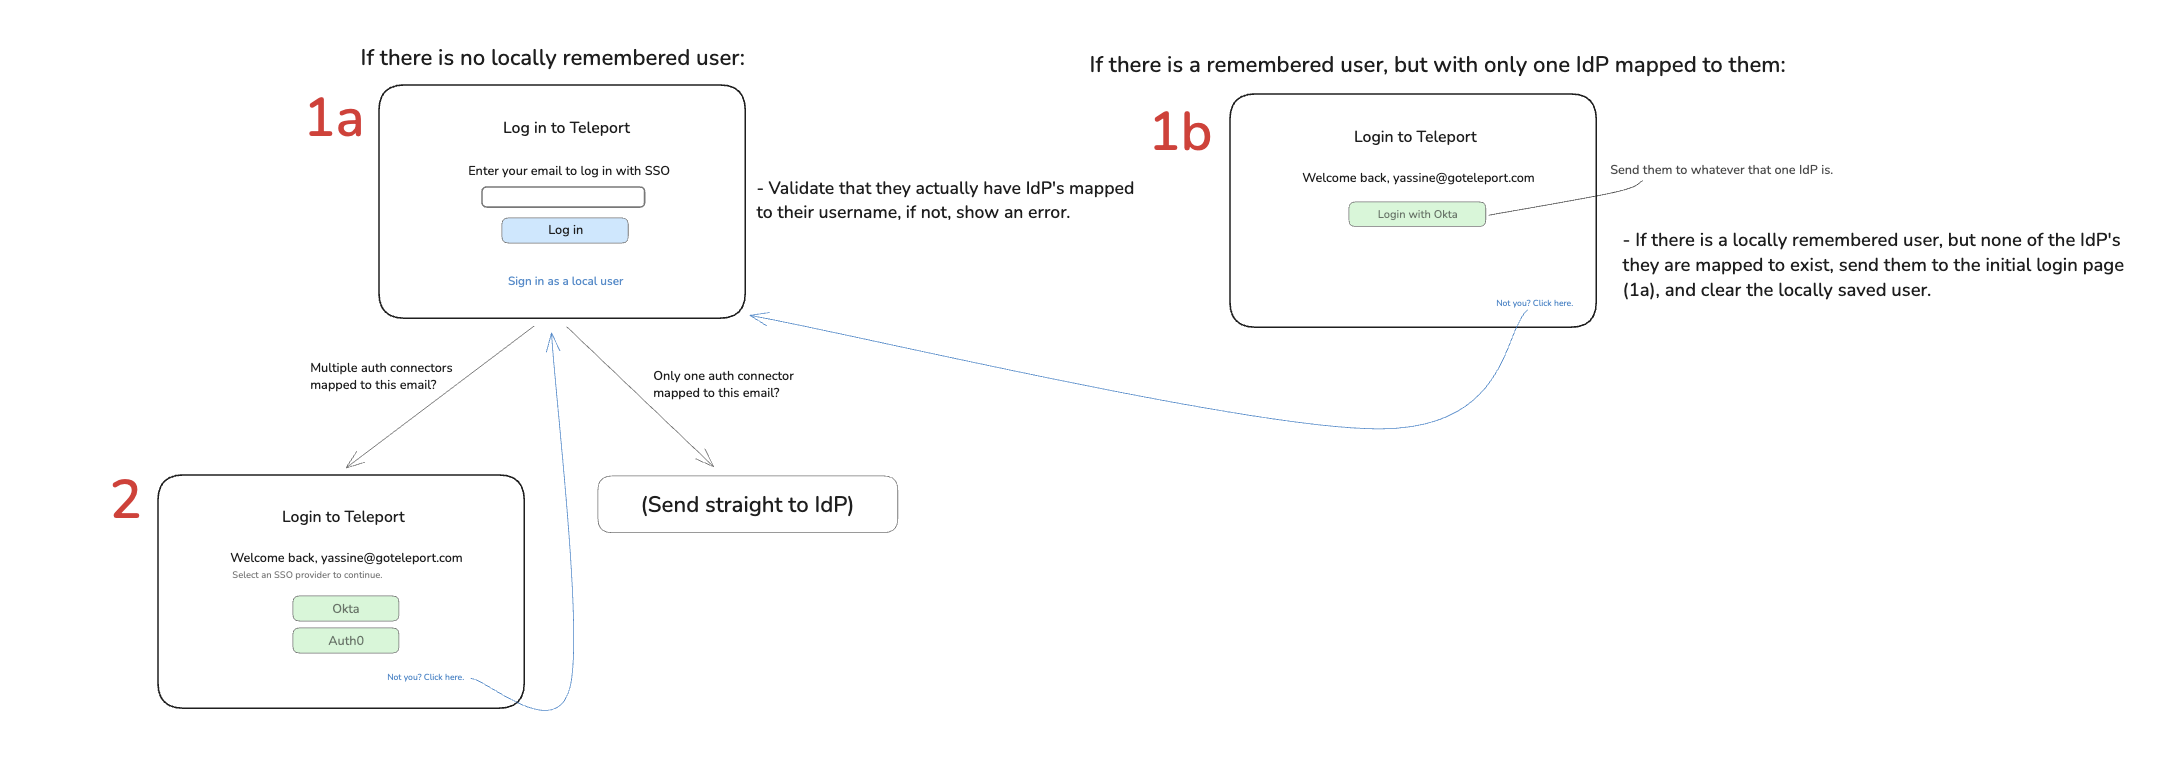 If there is no locally remembered user:
1a
Log in to Teleport
Enter your email to log in with SSO
Log in
Sign in as a local user
- Validate that they actually have IdP's mapped
to their username, if not, show an error.
If there is a remembered user, but with only one IdP mapped to them:
1b
Login to Teleport
Welcome back, yassine@goteleport.com
Login with Okta
Not you? Click here.
Send them to whatever that one IdP is.
- If there is a locally remembered user, but none of the IdP's
they are mapped to exist, send them to the initial login page
(1a), and clear the locally saved user.
Multiple auth connectors
mapped to this email?
Only one auth connector
mapped to this email?
2
Login to Teleport
Welcome back, yassine@goteleport.com
Select an SSO provider to continue.
Okta
Auth0
Not you? Click here.
(Send straight to IdP)